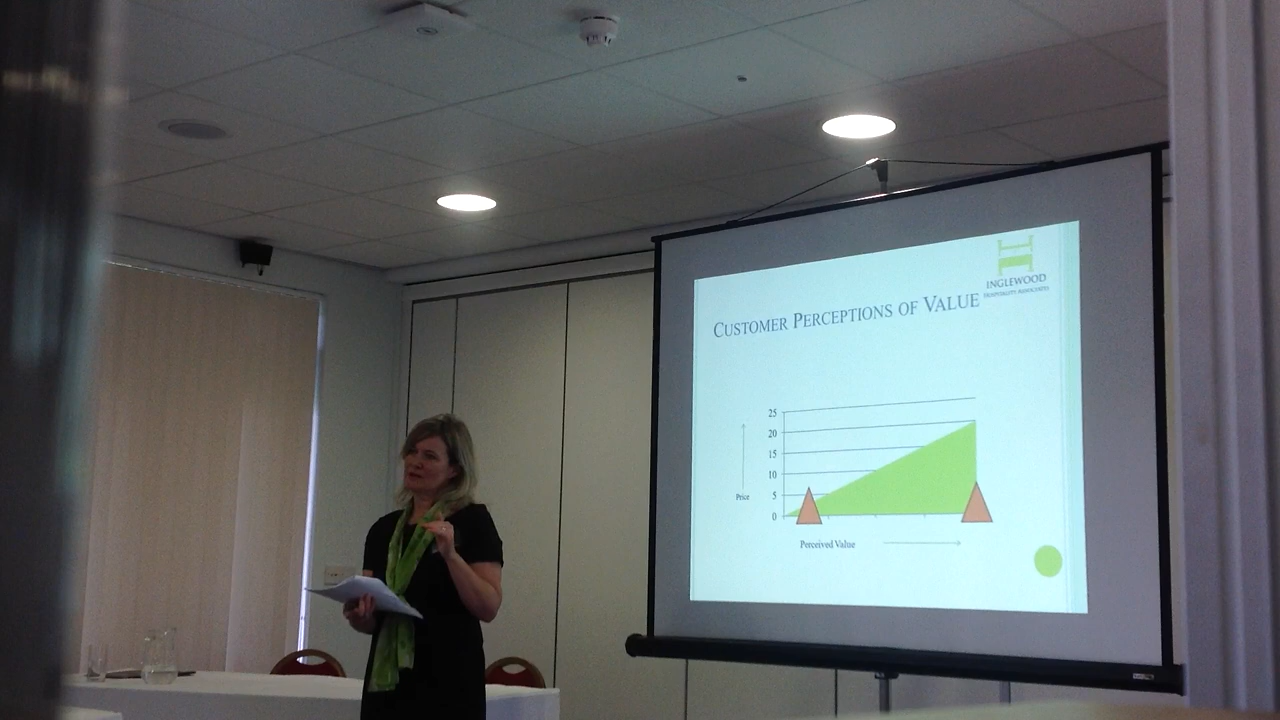 INGLEWOOD
HOSPITALITY ASSOCIATES
CUSTOMER PERCEPTIONS OF VALUE
25
20
15
10
5
0
Price
Perceived Value